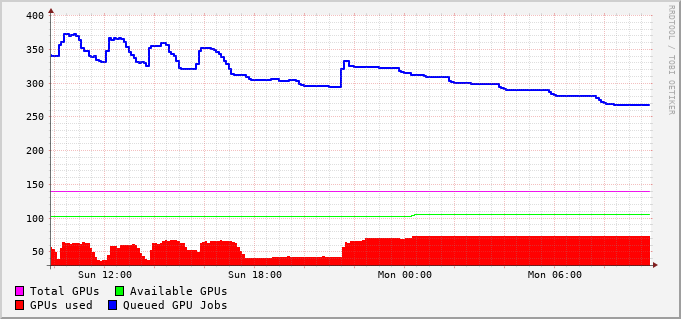 400
350
300
250
200
150
100
50
Sun 12:00 Sun 18:00 Mon 00:00 Mon 06:00
Total GPUs Available GPUs
GPUs used Queued GPU Jobs
RRDTOOL / TOBI OETIKER